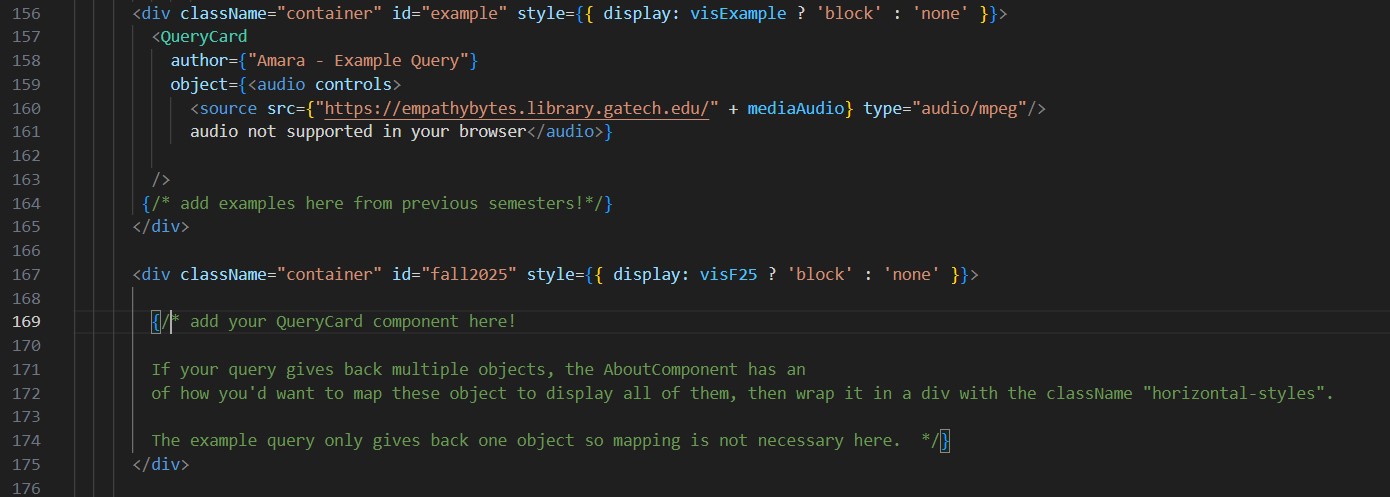 156 <div className="container" id="example" style={{ display: visExample ? 'block' : 'none' }}>
157 <QueryCard
158 author={"Amara - Example Query"}
159 object={<audio controls>
160 <source src={"https://empathybytes.library.gatech.edu/" + mediaAudio} type="audio/mpeg"/>
161 audio not supported in your browser</audio>}
162
163 />
164 {/* add examples here from previous semesters!*/}
165 </div>
166
167 <div className="container" id="fall2025" style={{ display: visF25 ? 'block' : 'none' }}>
168
169 {/* add your QueryCard component here!
170
171 If your query gives back multiple objects, the AboutComponent has an
172 of how you'd want to map these object to display all of them, then wrap it in a div with the className "horizontal-styles".
173
174 The example query only gives back one object so mapping is not necessary here.  */}
175 </div>
176